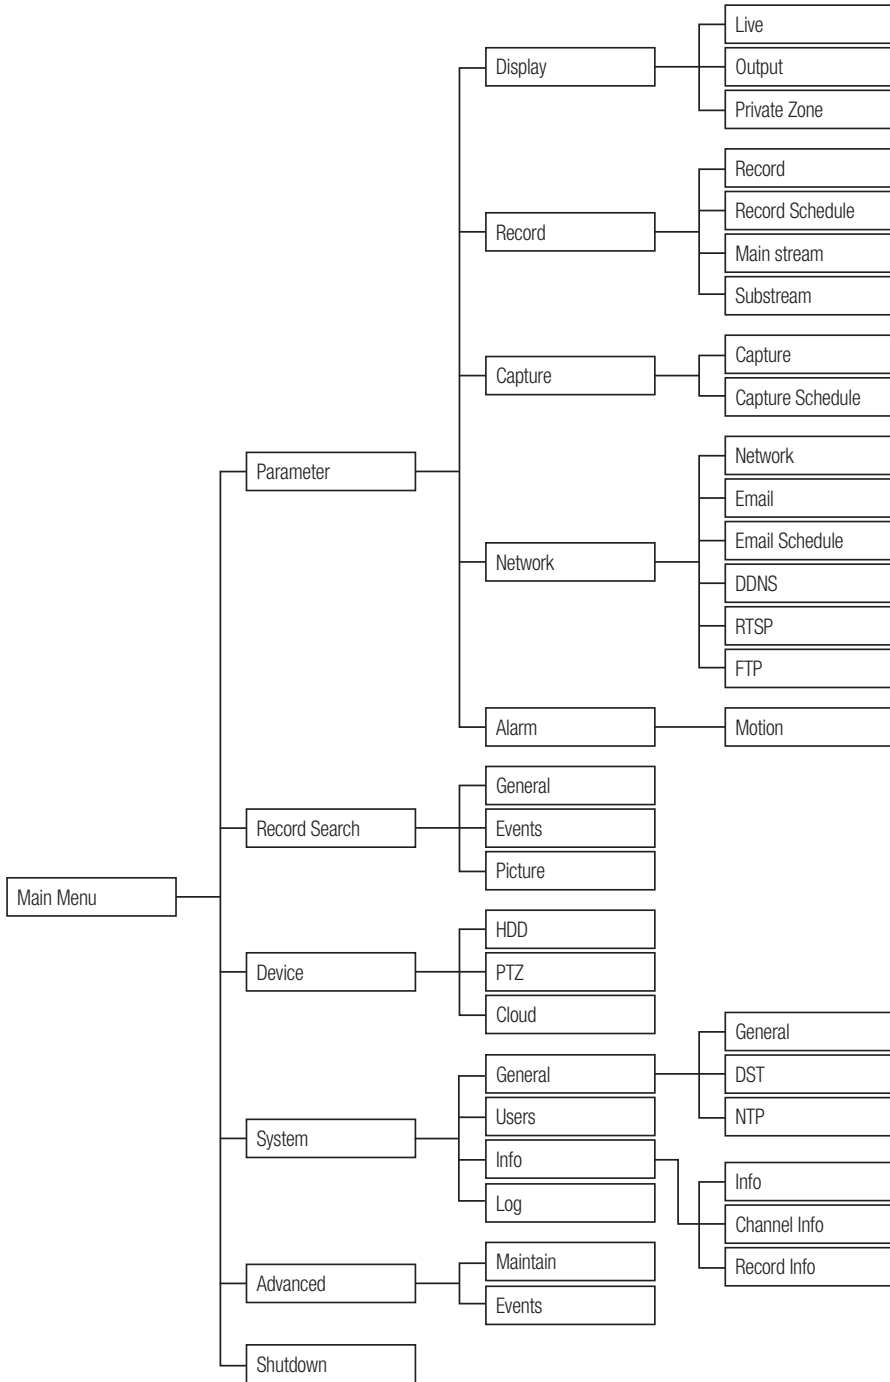 Main Menu
Parameter
Display
Live
Output
Private Zone
Record
Record
Record Schedule
Main stream
Substream
Capture
Capture
Capture Schedule
Network
Network
Email
Email Schedule
DDNS
RTSP
FTP
Alarm
Motion
Record Search
General
Events
Picture
Device
HDD
PTZ
Cloud
System
General
General
DST
NTP
Users
Info
Info
Channel Info
Record Info
Log
Advanced
Maintain
Events
Shutdown